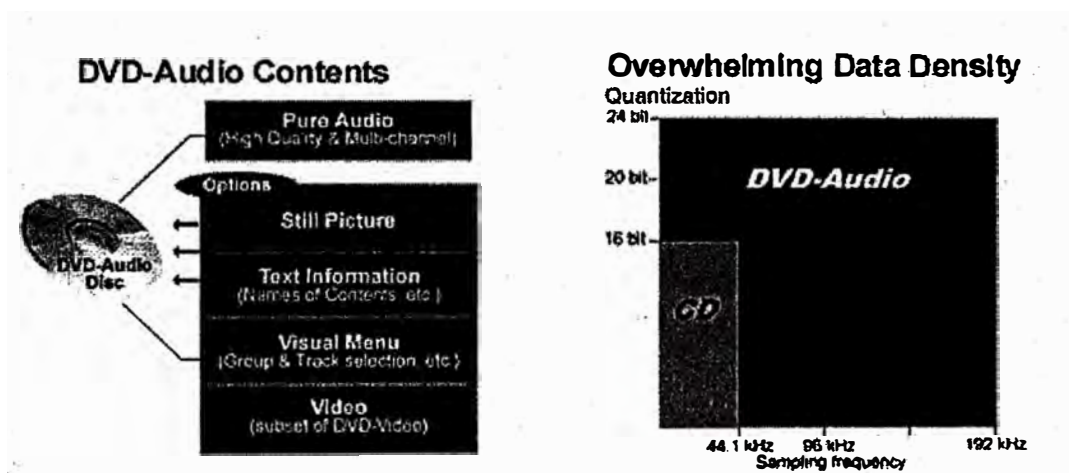 DVD-Audio Contents
Pure Audio
(High Quality & Multi-channel)
Options
Still Picture
Text Information
(Names of Contents, etc.)
Visual Menu
(Group & Track selection, etc.)
Video
(subset of DVD-Video)
DVD-Audio
Disc
Overwhelming Data Density
Quantization
24 bit
20 bit
DVD-Audio
16 bit
CD
44.1 kHz 96 kHz 192 kHz
Sampling frequency